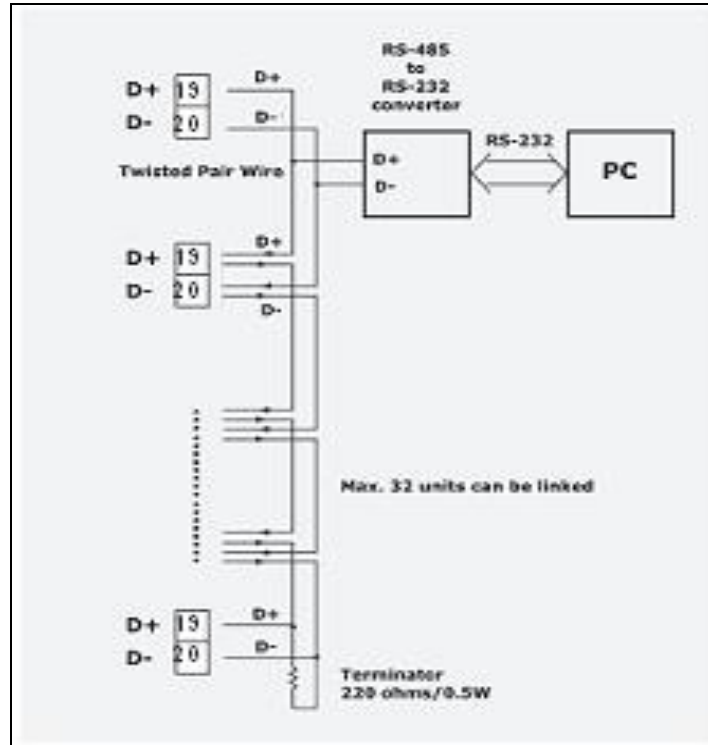 RS-485
to
RS-232
converter
D+ 19 D+
D- 20 D-
RS-232
D+
D-
PC
Twisted Pair Wire
D+ 19 D+
D- 20
D-
Max. 32 units can be linked
D+ 19 D+
D- 20 D-
Terminator
220 ohms/0.5W